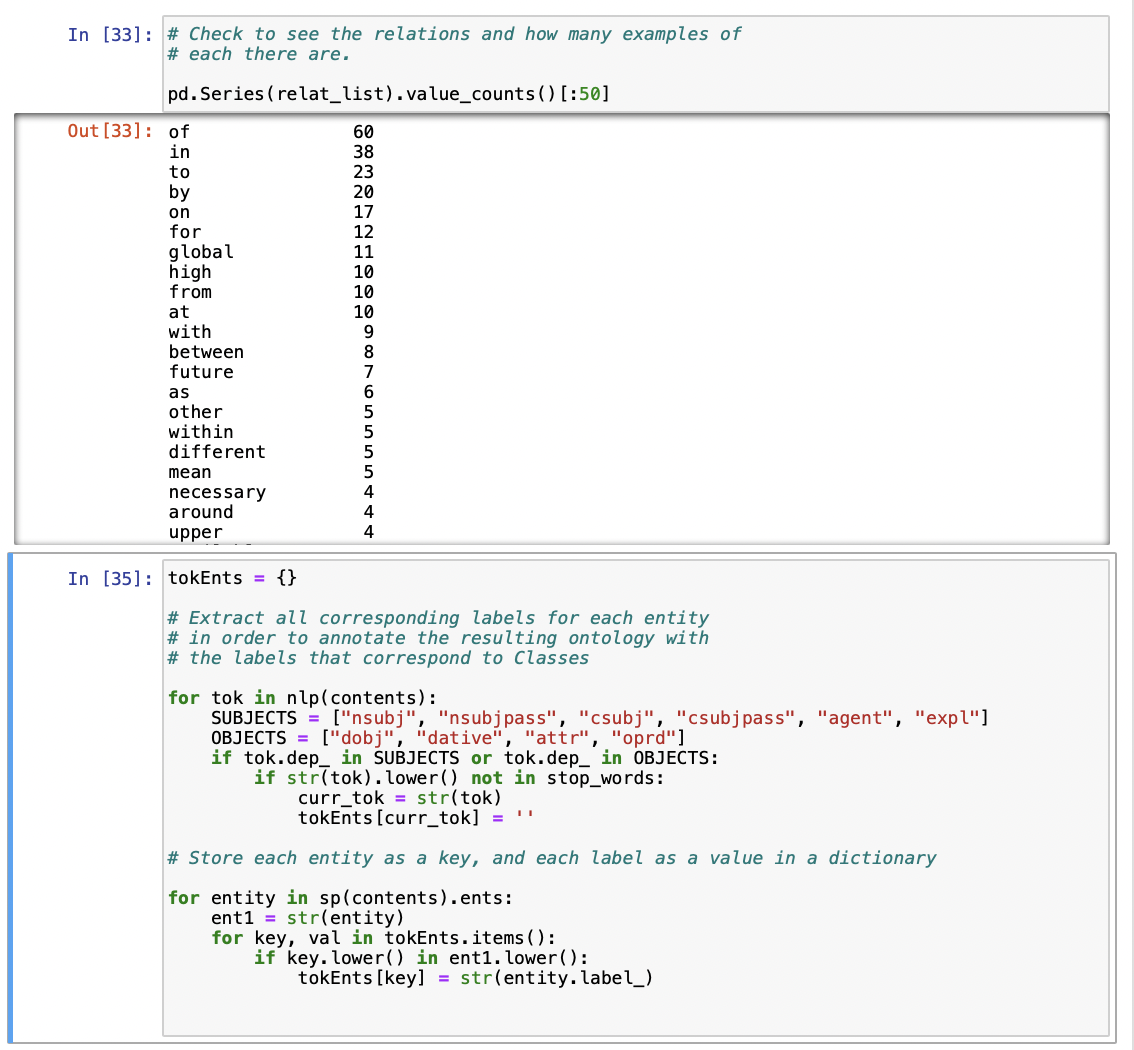 In [33]: # Check to see the relations and how many examples of
# each there are.
pd.Series(relat_list).value_counts()[:50]
Out[33]: of 60
in 38
to 23
by 20
on 17
for 12
global 11
high 10
from 10
at 10
with 9
between 8
future 7
as 6
other 5
within 5
different 5
mean 5
necessary 4
around 4
upper 4
In [35]: tokEnts = {}
# Extract all corresponding labels for each entity
# in order to annotate the resulting ontology with
# the labels that correspond to Classes
for tok in nlp(contents):
    SUBJECTS = ["nsubj", "nsubjpass", "csubj", "csubjpass", "agent", "expl"]
    OBJECTS = ["dobj", "dative", "attr", "oprd"]
    if tok.dep_ in SUBJECTS or tok.dep_ in OBJECTS:
        if str(tok).lower() not in stop_words:
            curr_tok = str(tok)
            tokEnts[curr_tok] = ''
# Store each entity as a key, and each label as a value in a dictionary
for entity in sp(contents).ents:
    ent1 = str(entity)
    for key, val in tokEnts.items():
        if key.lower() in ent1.lower():
            tokEnts[key] = str(entity.label_)